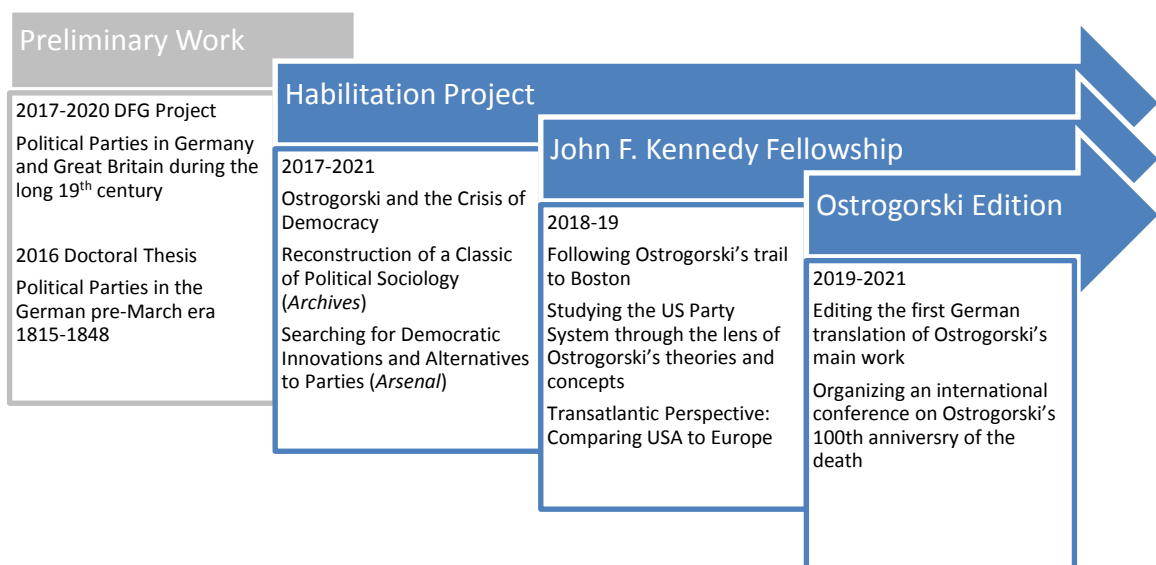 Preliminary Work
2017-2020 DFG Project
Political Parties in Germany
and Great Britain during the
long 19th century
2016 Doctoral Thesis
Political Parties in the
German pre-March era
1815-1848
Habilitation Project
2017-2021
Ostrogorski and the Crisis of
Democracy
Reconstruction of a Classic
of Political Sociology
(Archives)
Searching for Democratic
Innovations and Alternatives
to Parties (Arsenal)
John F. Kennedy Fellowship
2018-19
Following Ostrogorski’s trail
to Boston
Studying the US Party
System through the lens of
Ostrogorski’s theories and
concepts
Transatlantic Perspective:
Comparing USA to Europe
Ostrogorski Edition
2019-2021
Editing the first German
translation of Ostrogorski’s
main work
Organizing an international
conference on Ostrogorski’s
100th anniversry of the
death